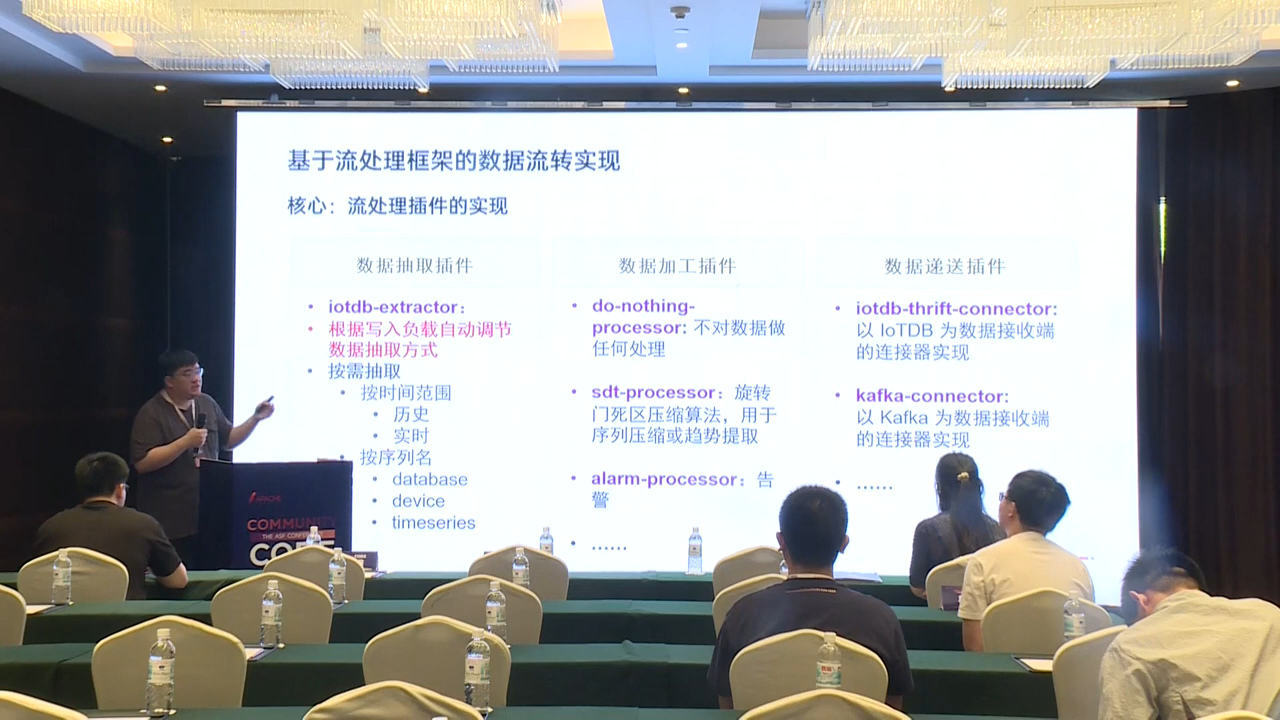 基于流处理框架的数据流转实现
核心：流处理插件的实现
数据抽取插件
• iotdb-extractor：
• 根据写入负载自动调节
数据抽取方式
• 按需抽取
• 按时间范围
• 历史
• 实时
• 按序列名
• database
• device
• timeseries
数据加工插件
• do-nothing-
processor: 不对数据做
任何处理
• sdt-processor：旋转
门死区压缩算法，用于
序列压缩或趋势提取
• alarm-processor：告
警
• ......
数据递送插件
• iotdb-thrift-connector:
以 IoTDB 为数据接收端
的连接器实现
• kafka-connector:
以 Kafka 为数据接收端
的连接器实现
• ......
APACHE
COMMUNITY
THE ASF CONFERENCE